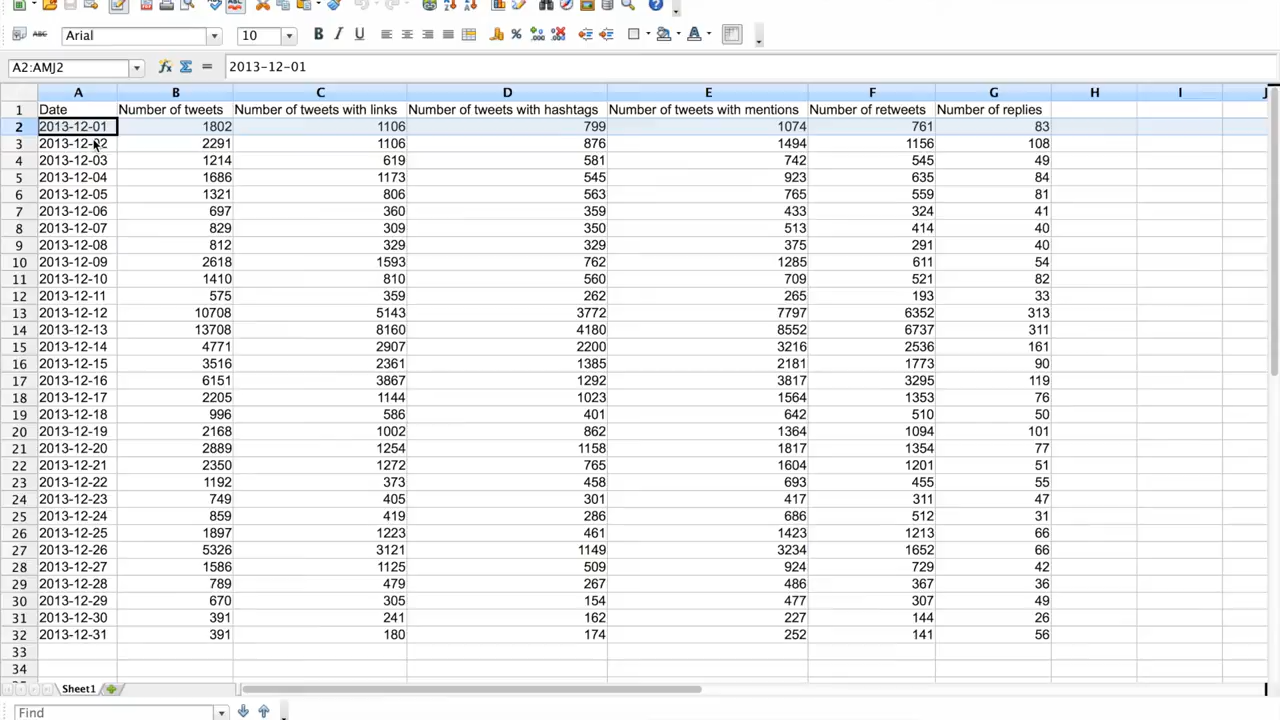 Arial 10 B I U
A2:AMJ2 = 2013-12-01
A B C D E F G H I J
1 Date Number of tweets Number of tweets with links Number of tweets with hashtags Number of tweets with mentions Number of retweets Number of replies
2 2013-12-01 1802 1106 799 1074 761 83
3 2013-12-02 2291 1106 876 1494 1156 108
4 2013-12-03 1214 619 581 742 545 49
5 2013-12-04 1686 1173 545 923 635 84
6 2013-12-05 1321 806 563 765 559 81
7 2013-12-06 697 360 359 433 324 41
8 2013-12-07 829 309 350 513 414 40
9 2013-12-08 812 329 329 375 291 40
10 2013-12-09 2618 1593 762 1285 611 54
11 2013-12-10 1410 810 560 709 521 82
12 2013-12-11 575 359 262 265 193 33
13 2013-12-12 10708 5143 3772 7797 6352 313
14 2013-12-13 13708 8160 4180 8552 6737 311
15 2013-12-14 4771 2907 2200 3216 2536 161
16 2013-12-15 3516 2361 1385 2181 1773 90
17 2013-12-16 6151 3867 1292 3817 3295 119
18 2013-12-17 2205 1144 1023 1564 1353 76
19 2013-12-18 996 586 401 642 510 50
20 2013-12-19 2168 1002 862 1364 1094 101
21 2013-12-20 2889 1254 1158 1817 1354 77
22 2013-12-21 2350 1272 765 1604 1201 51
23 2013-12-22 1192 373 458 693 455 55
24 2013-12-23 749 405 301 417 311 47
25 2013-12-24 859 419 286 686 512 31
26 2013-12-25 1897 1223 461 1423 1213 66
27 2013-12-26 5326 3121 1149 3234 1652 66
28 2013-12-27 1586 1125 509 924 729 42
29 2013-12-28 789 479 267 486 367 36
30 2013-12-29 670 305 154 477 307 49
31 2013-12-30 391 241 162 227 144 26
32 2013-12-31 391 180 174 252 141 56
33
34
Sheet1
Find